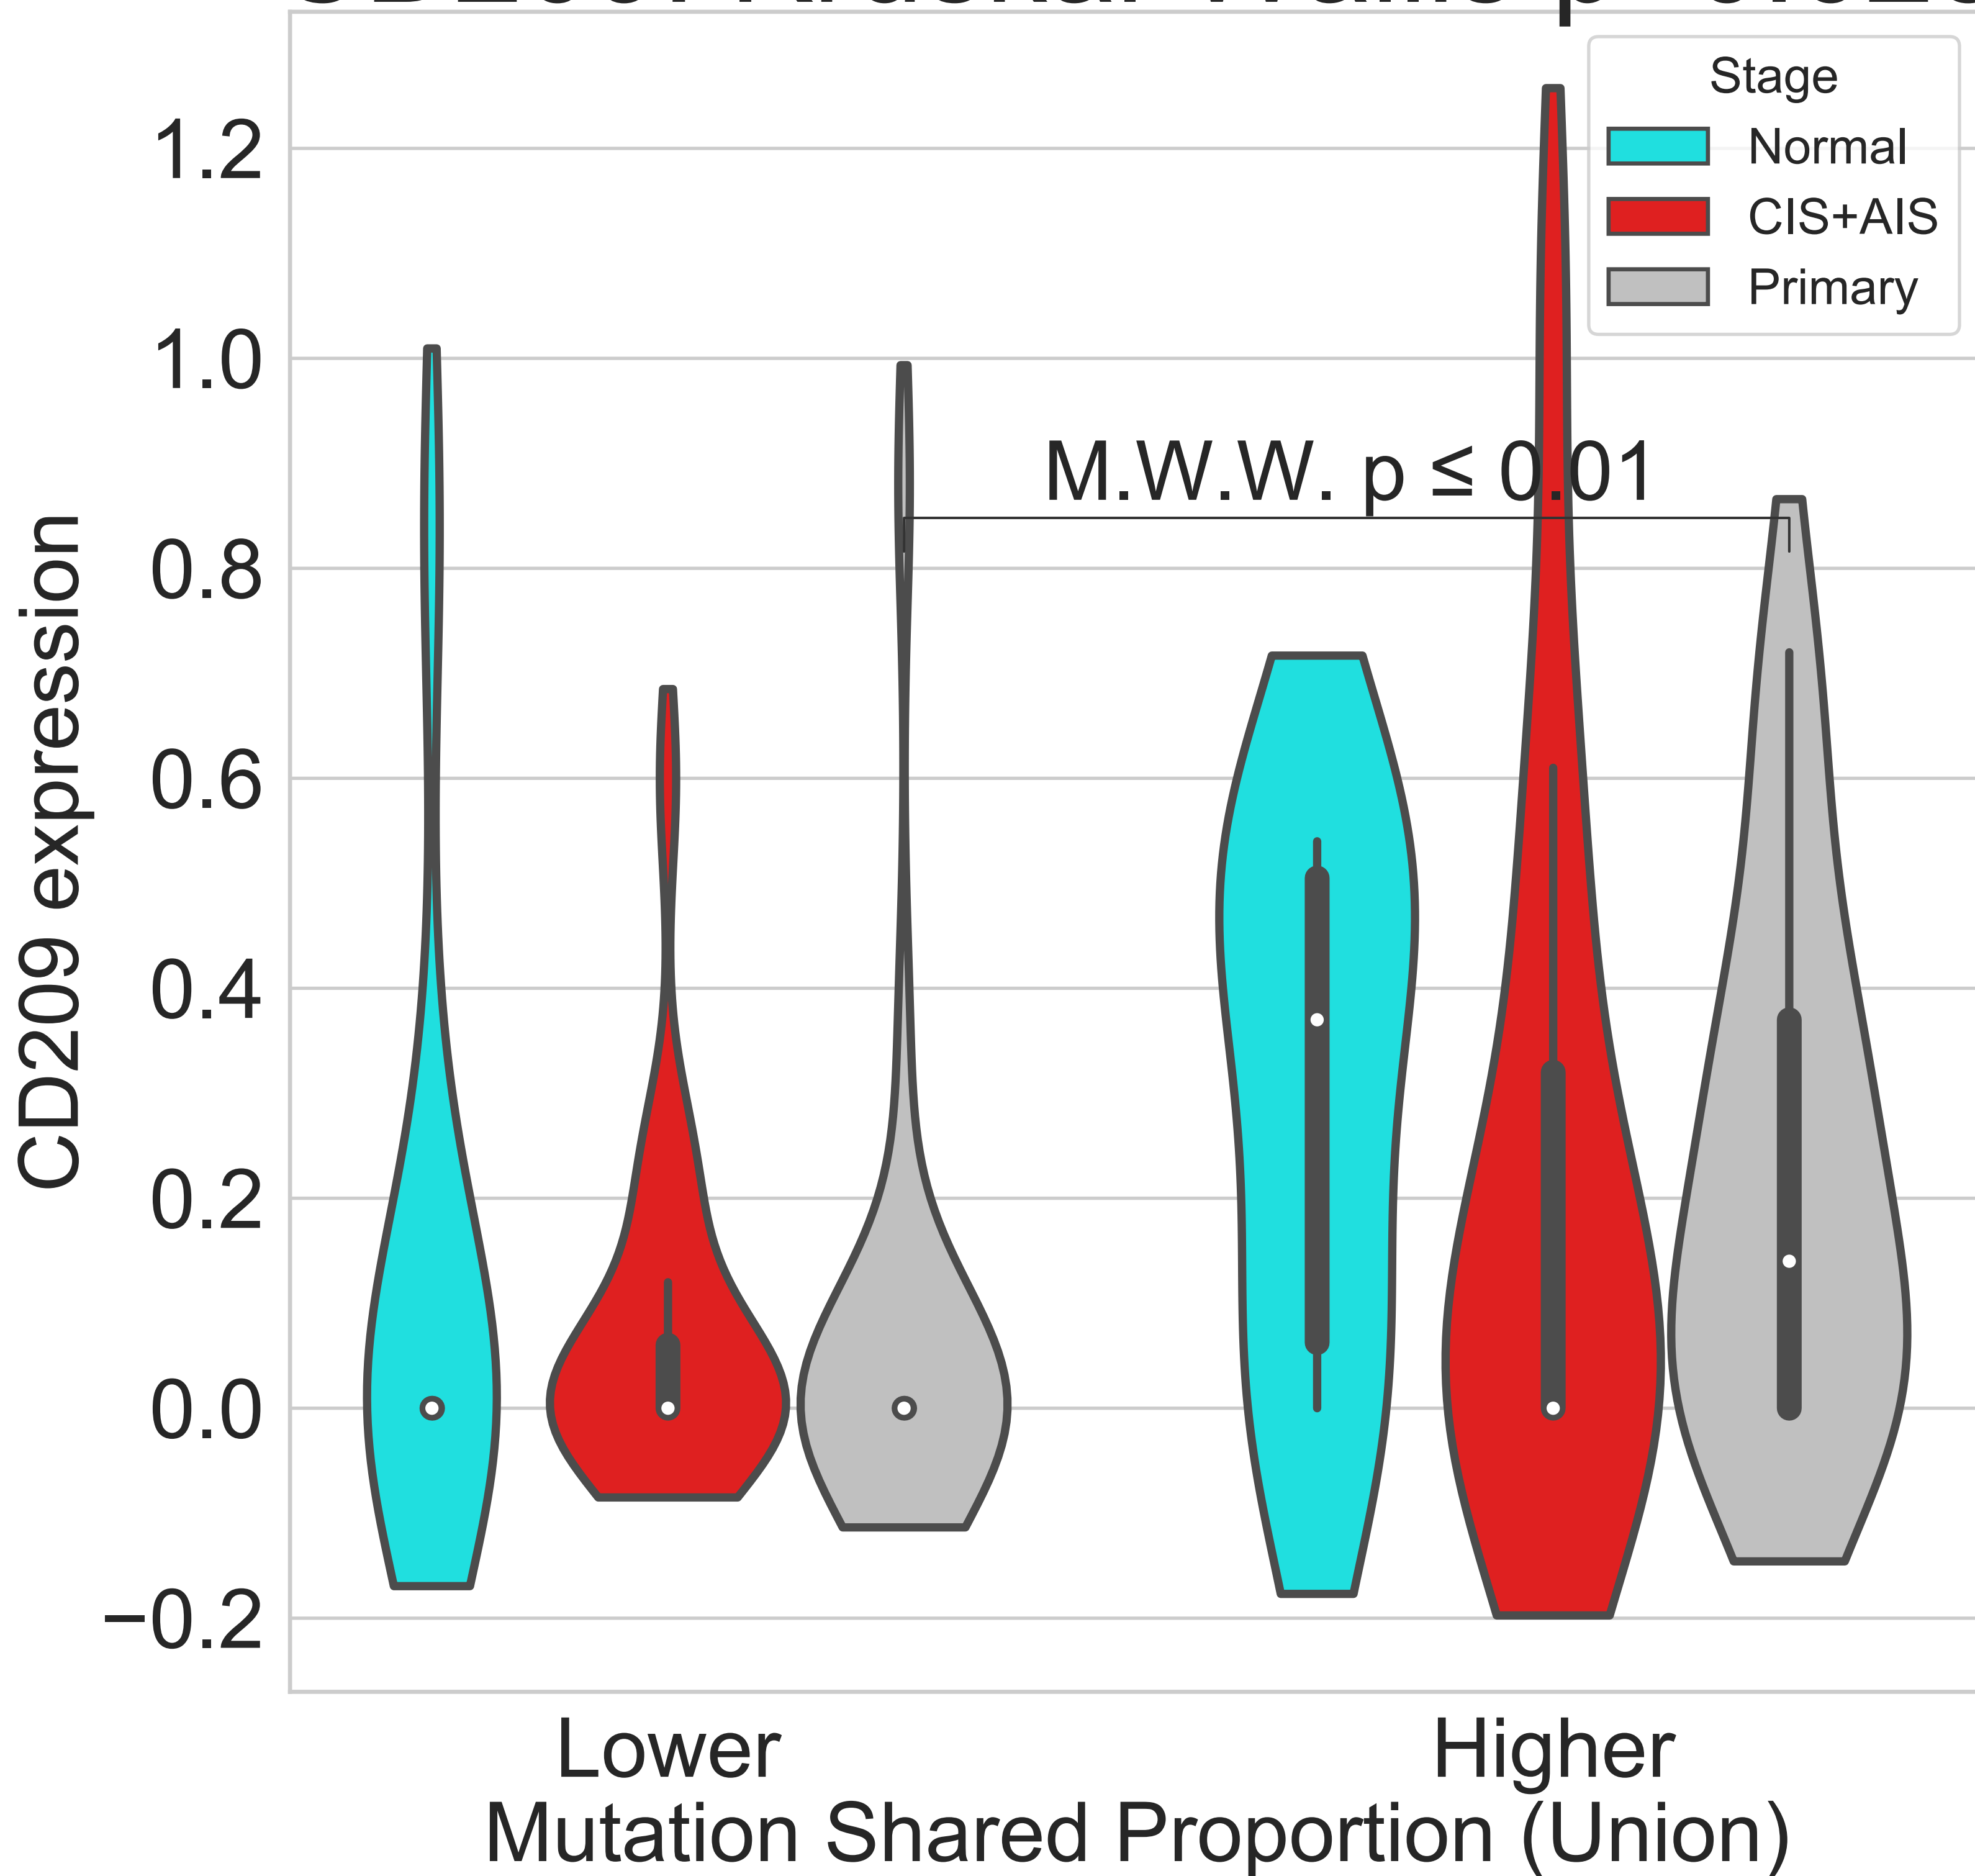 Stage
Normal
CIS+AIS
Primary
1.2
1.0
0.8
0.6
0.4
0.2
0.0
−0.2
M.W.W. p ≤ 0.01
CD209 expression
Lower
Higher
Mutation Shared Proportion (Union)